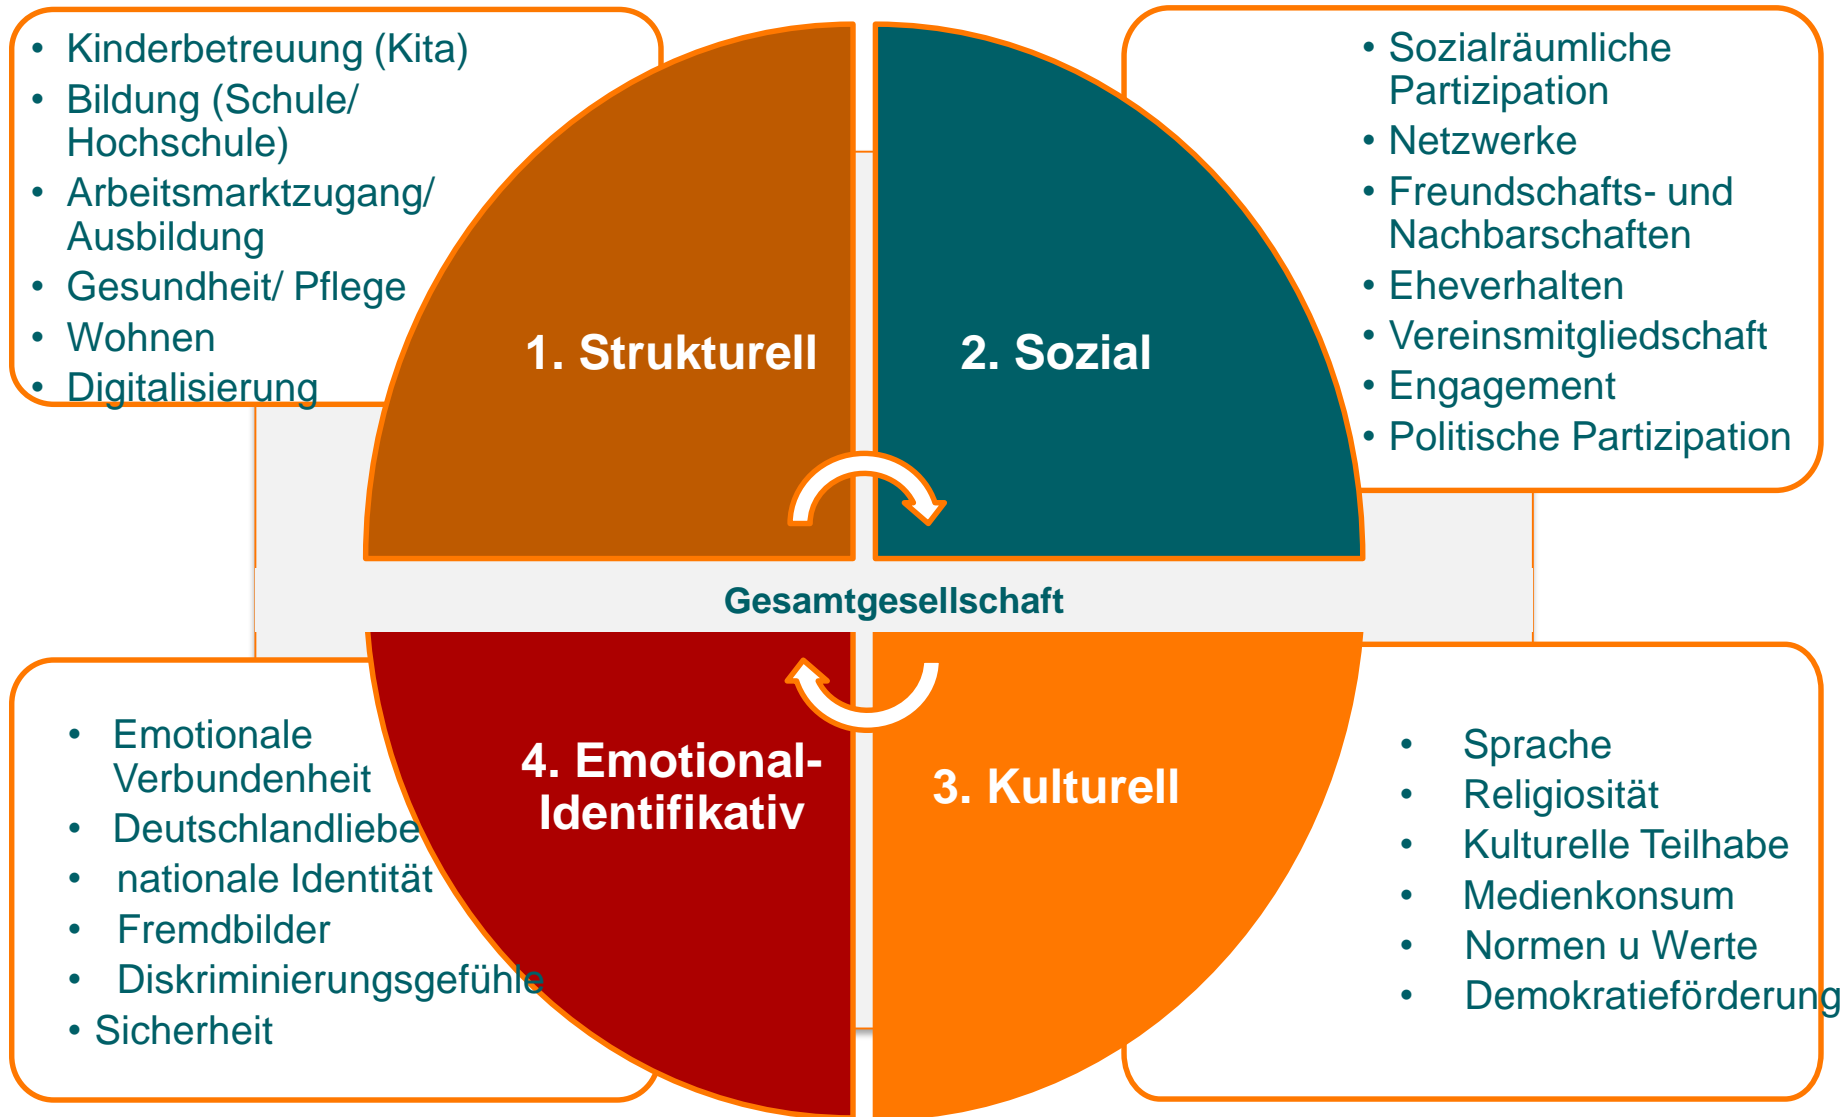 • Kinderbetreuung (Kita)
• Bildung (Schule/
Hochschule)
• Arbeitsmarktzugang/
Ausbildung
• Gesundheit/ Pflege
• Wohnen
• Digitalisierung
• Sozialräumliche
Partizipation
• Netzwerke
• Freundschafts- und
Nachbarschaften
• Eheverhalten
• Vereinsmitgliedschaft
• Engagement
• Politische Partizipation
1. Strukturell
2. Sozial
Gesamtgesellschaft
4. Emotional-
Identifikativ
3. Kulturell
• Emotionale
Verbundenheit
• Deutschlandliebe
• nationale Identität
• Fremdbilder
• Diskriminierungsgefühle
• Sicherheit
• Sprache
• Religiosität
• Kulturelle Teilhabe
• Medienkonsum
• Normen u Werte
• Demokratieförderung